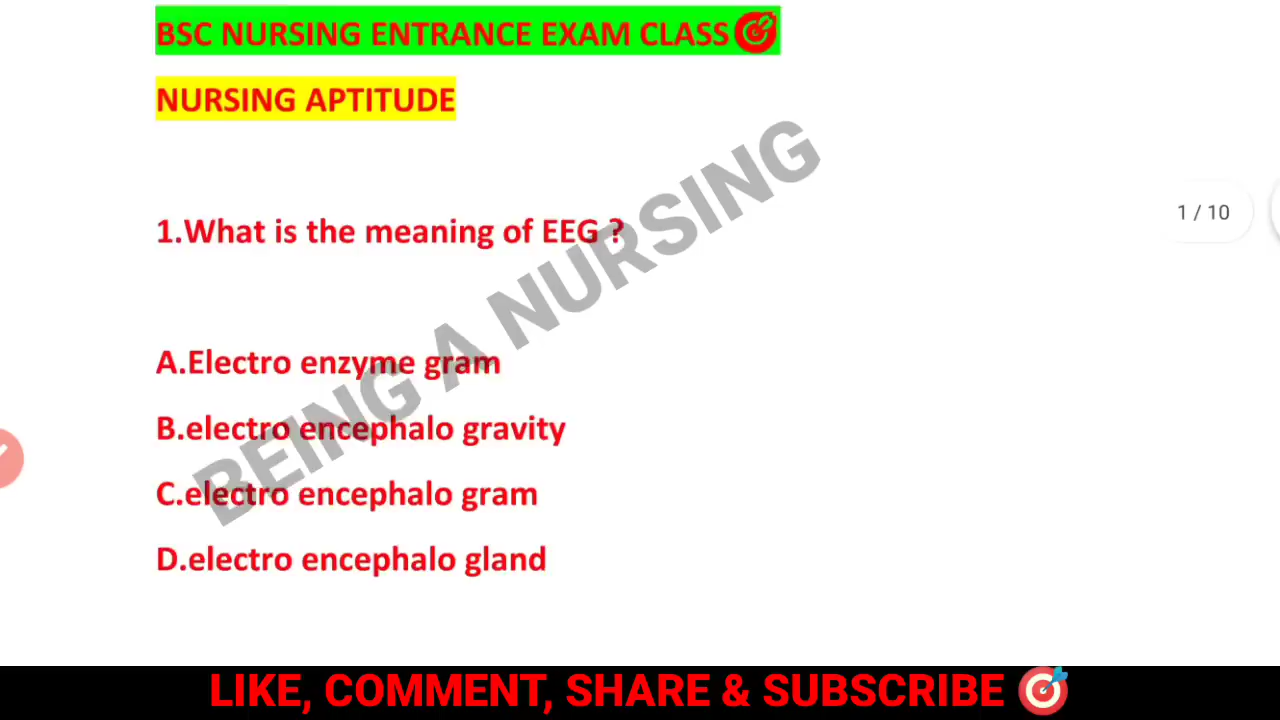 BSC NURSING ENTRANCE EXAM CLASS🎯
NURSING APTITUDE
1.What is the meaning of EEG ?
1 / 10
A.Electro enzyme gram
B.electro encephalo gravity
C.electro encephalo gram
D.electro encephalo gland
BEING A NURSING
LIKE, COMMENT, SHARE & SUBSCRIBE 🎯